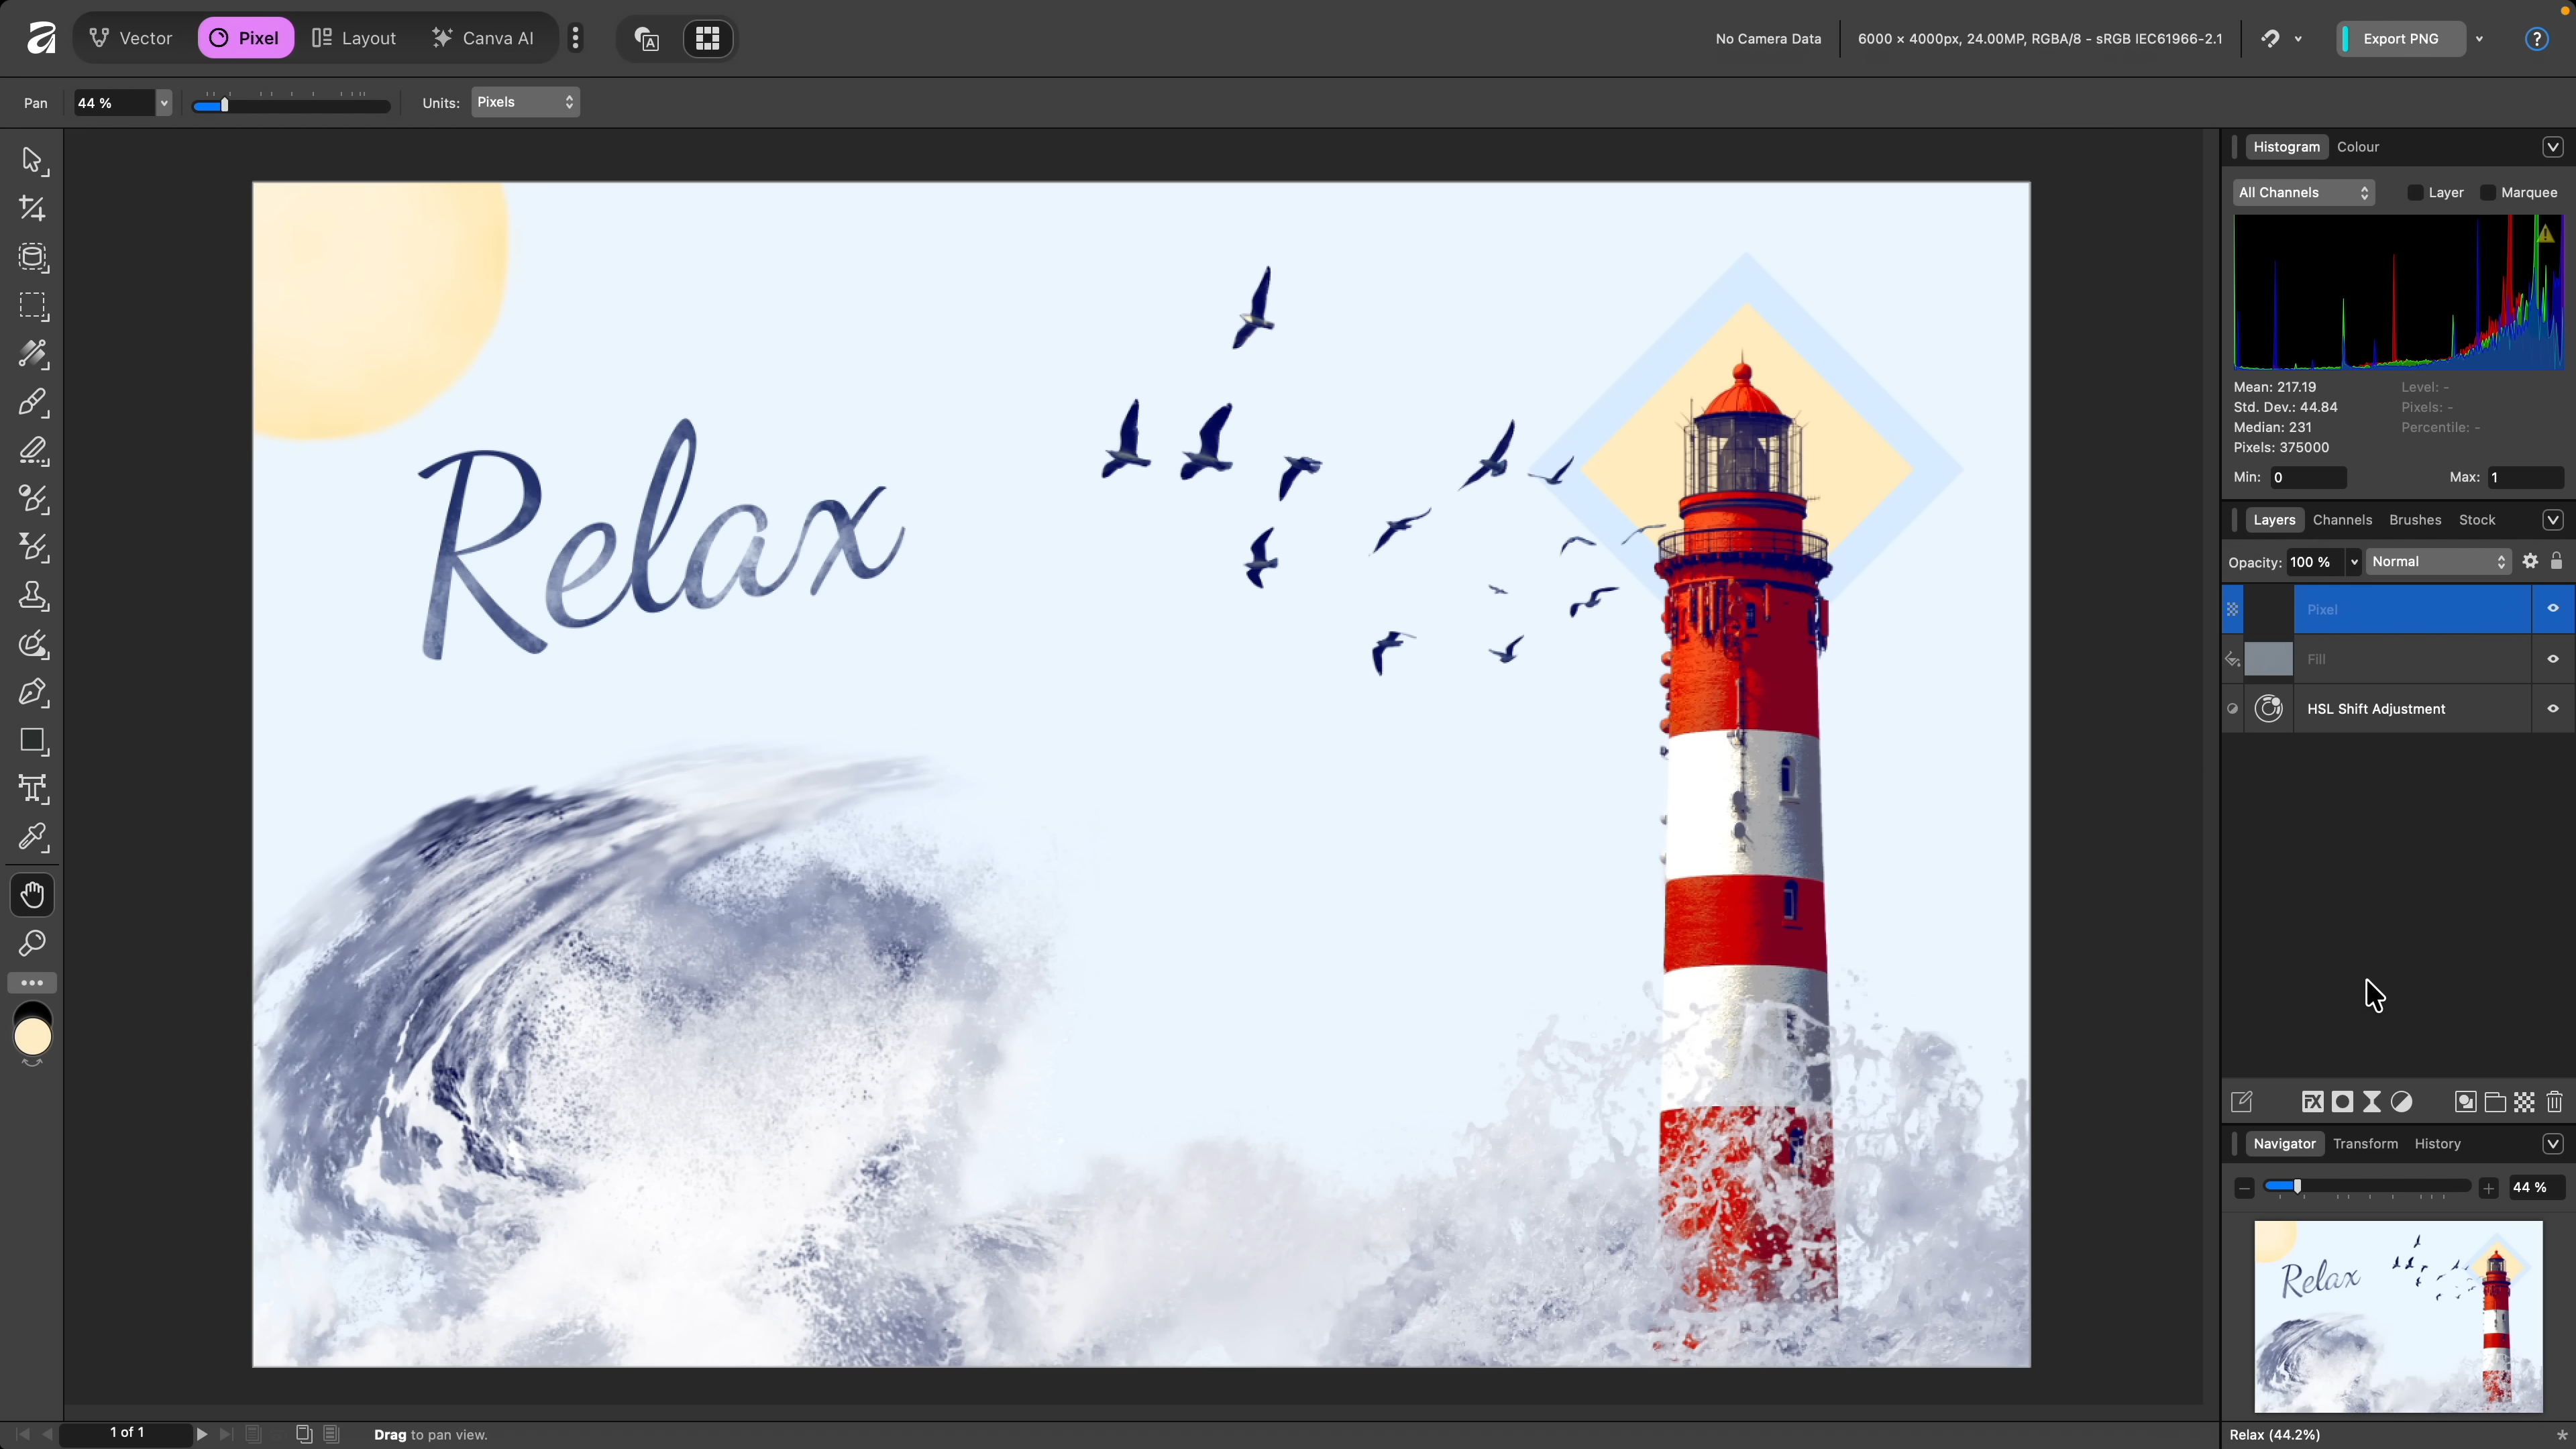 Vector Pixel Layout Canva AI No Camera Data 6000 × 4000px, 24.00MP, RGBA/8 - sRGB IEC61966-2.1 Export PNG ?
Pan 44 % Units: Pixels
Histogram Colour
All Channels Layer Marquee
Mean: 217.19 Level: -
Std. Dev.: 44.84 Pixels: -
Median: 231 Percentile: -
Pixels: 375000
Min: 0 Max: 1
Layers Channels Brushes Stock
Opacity: 100 % Normal
Pixel
Fill
HSL Shift Adjustment
FX
Navigator Transform History
44 %
Relax
Relax
1 of 1 Drag to pan view.
Relax (44.2%) *